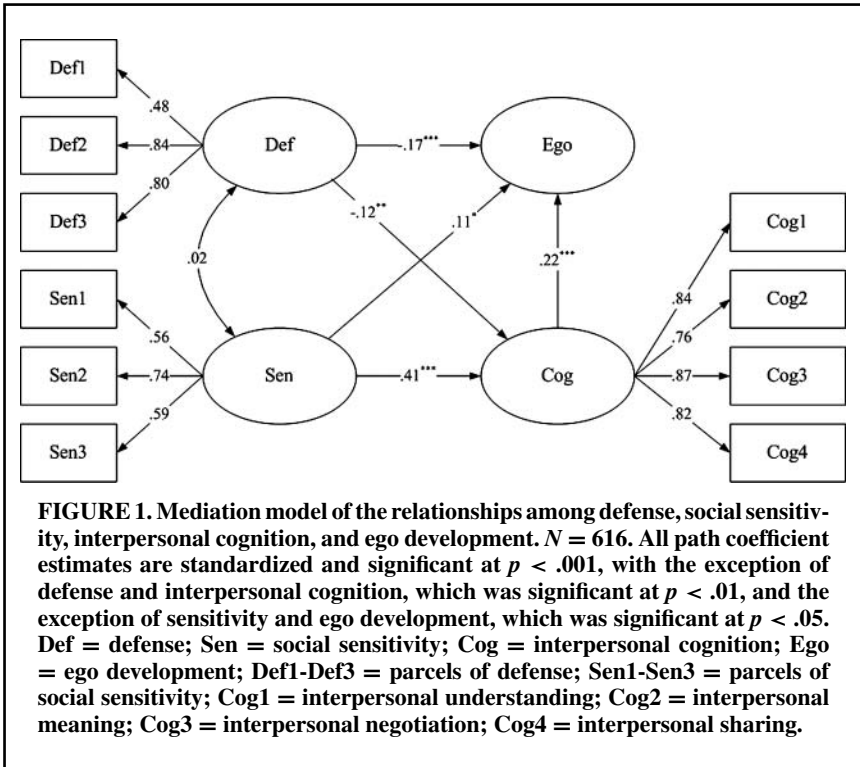 Def1
Def2
Def3
Sen1
Sen2
Sen3
.48
.84
.80
.02
.56
.74
.59
Def
Sen
-.17***
-.12**
.11*
.22***
.41***
Ego
Cog
.84
.76
.87
.82
Cog1
Cog2
Cog3
Cog4
FIGURE 1. Mediation model of the relationships among defense, social sensitiv-
ity, interpersonal cognition, and ego development. N = 616. All path coefficient
estimates are standardized and significant at p < .001, with the exception of
defense and interpersonal cognition, which was significant at p < .01, and the
exception of sensitivity and ego development, which was significant at p < .05.
Def = defense; Sen = social sensitivity; Cog = interpersonal cognition; Ego
= ego development; Def1-Def3 = parcels of defense; Sen1-Sen3 = parcels of
social sensitivity; Cog1 = interpersonal understanding; Cog2 = interpersonal
meaning; Cog3 = interpersonal negotiation; Cog4 = interpersonal sharing.